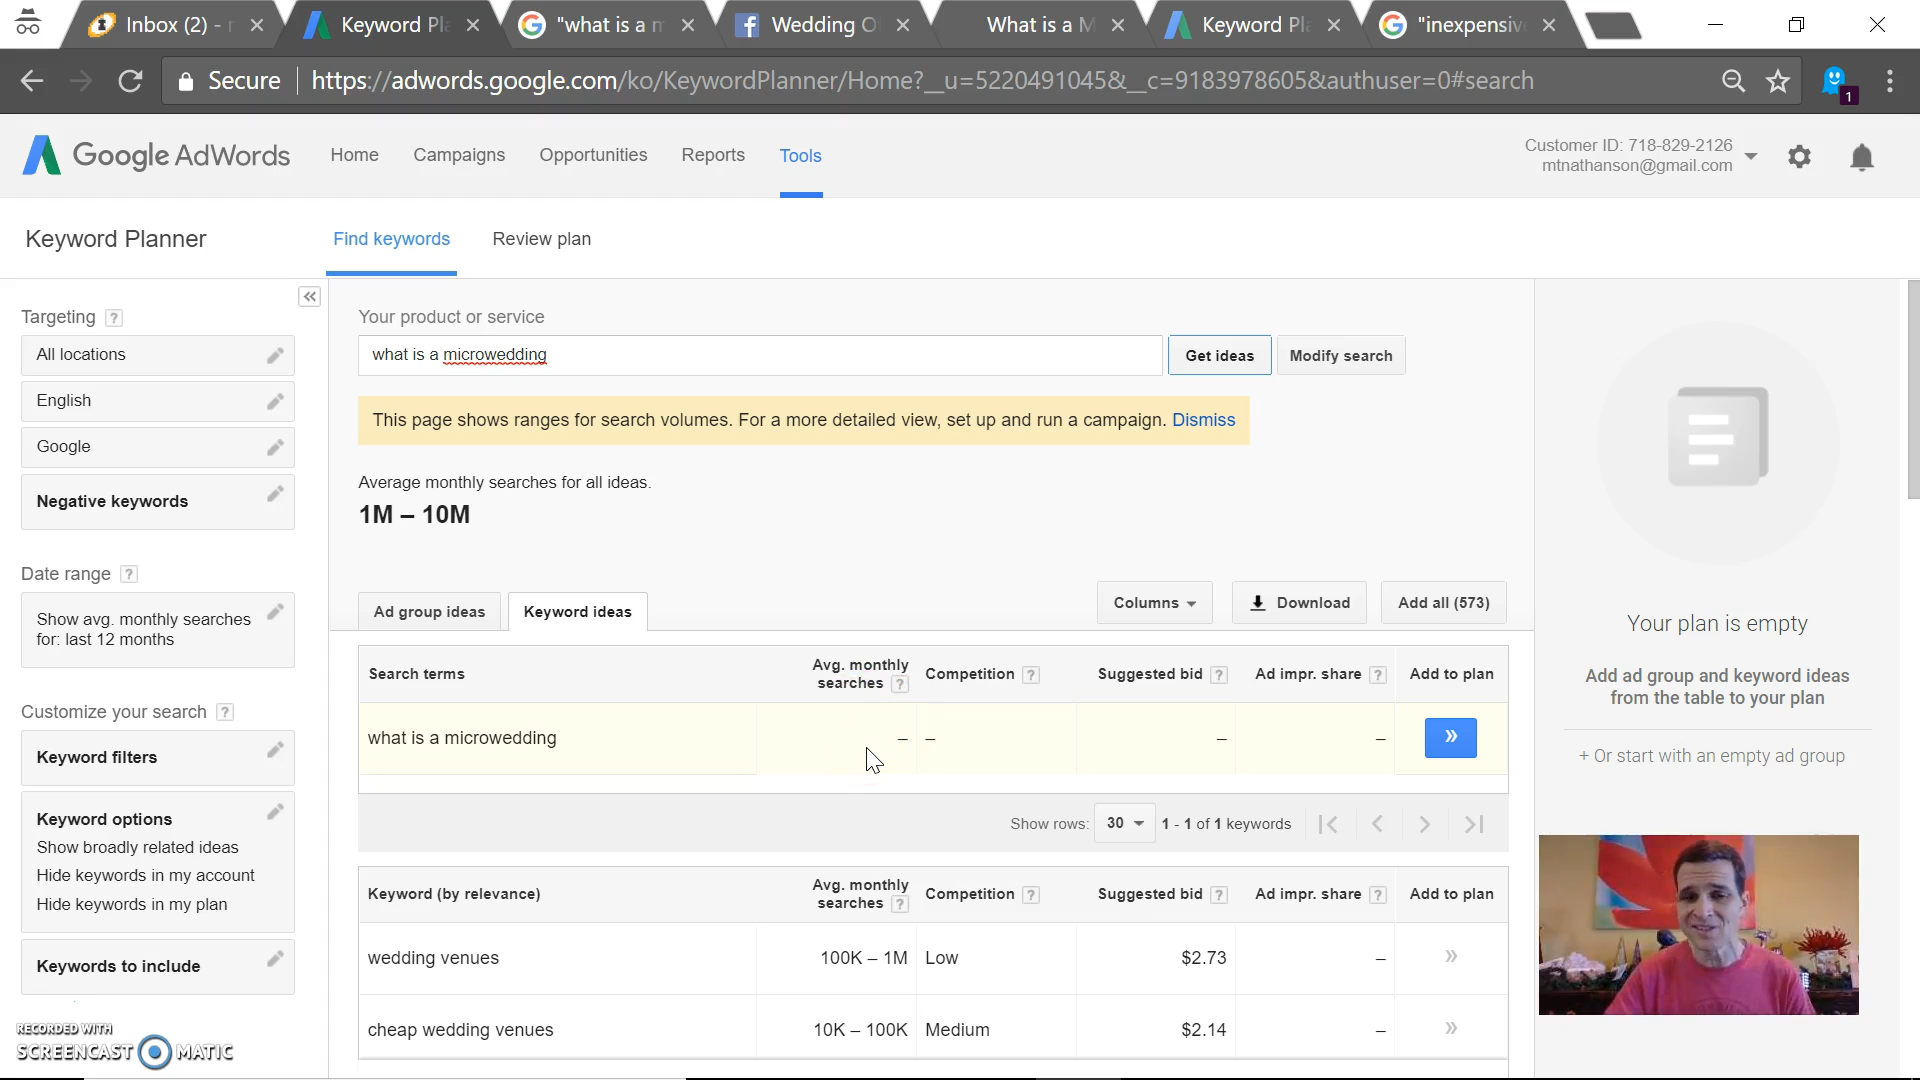 Inbox (2) -
Keyword Pl
"what is a m
Wedding O
What is a M
Keyword Pl
"inexpensiv
Secure
https://adwords.google.com/ko/KeywordPlanner/Home?__u=5220491045&__c=9183978605&authuser=0#search
1
Google AdWords
Home
Campaigns
Opportunities
Reports
Tools
Customer ID: 718-829-2126
mtnathanson@gmail.com
Keyword Planner
Find keywords
Review plan
Targeting ?
All locations
English
Google
Negative keywords
Date range ?
Show avg. monthly searches
for: last 12 months
Customize your search ?
Keyword filters
Keyword options
Show broadly related ideas
Hide keywords in my account
Hide keywords in my plan
Keywords to include
Your product or service
what is a microwedding
Get ideas
Modify search
This page shows ranges for search volumes. For a more detailed view, set up and run a campaign. Dismiss
Average monthly searches for all ideas.
1M – 10M
Ad group ideas
Keyword ideas
Columns
Download
Add all (573)
Search terms
Avg. monthly
searches ?
Competition ?
Suggested bid ?
Ad impr. share ?
Add to plan
what is a microwedding – – – – »
Show rows: 30 1 - 1 of 1 keywords
Keyword (by relevance)
Avg. monthly
searches ?
Competition ?
Suggested bid ?
Ad impr. share ?
Add to plan
wedding venues 100K – 1M Low $2.73 – »
cheap wedding venues 10K – 100K Medium $2.14 – »
Your plan is empty
Add ad group and keyword ideas
from the table to your plan
+ Or start with an empty ad group
RECORDED WITH
SCREENCAST MATIC